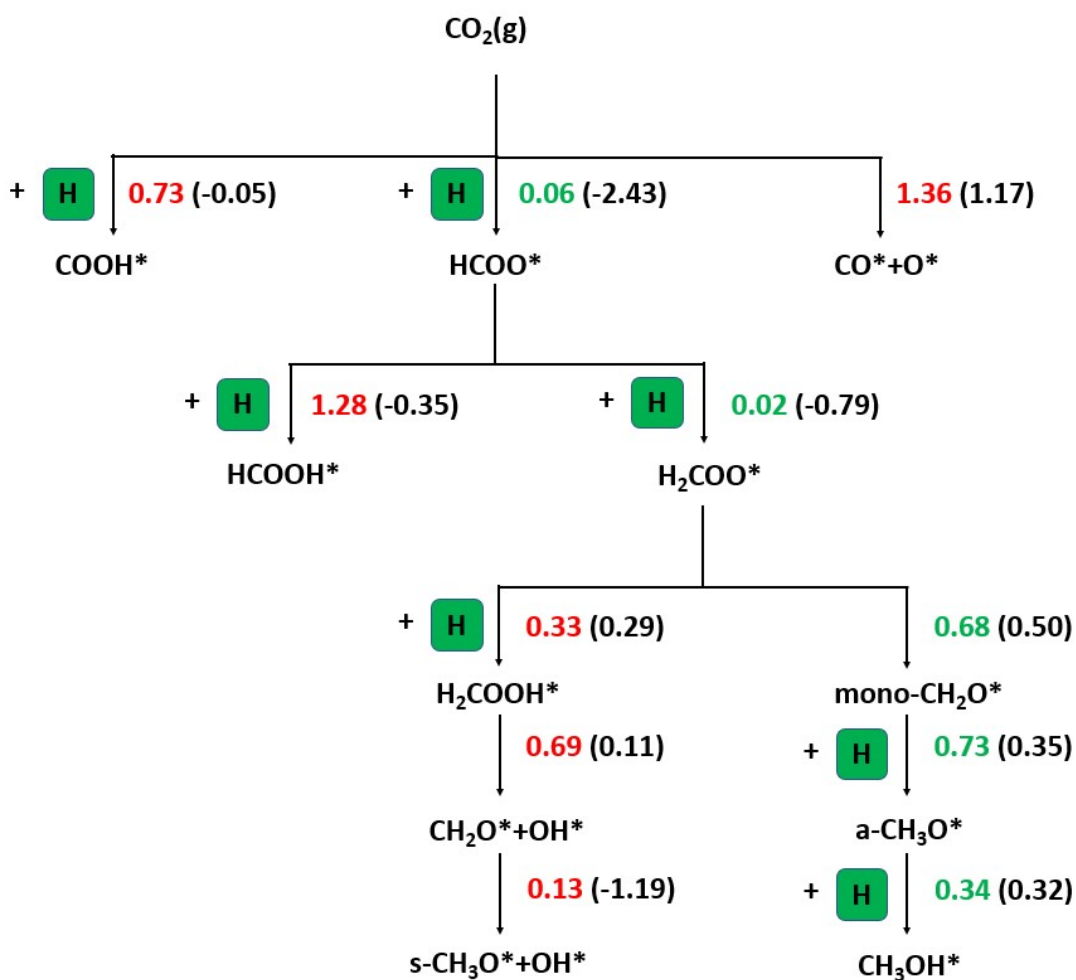 CO₂(g)
+ H 0.73 (-0.05) + H 0.06 (-2.43) 1.36 (1.17)
COOH* HCOO* CO*+O*
+ H 1.28 (-0.35) + H 0.02 (-0.79)
HCOOH* H₂COO*
+ H 0.33 (0.29) 0.68 (0.50)
H₂COOH* mono-CH₂O*
0.69 (0.11) + H 0.73 (0.35)
CH₂O*+OH* a-CH₃O*
0.13 (-1.19) + H 0.34 (0.32)
s-CH₃O*+OH* CH₃OH*